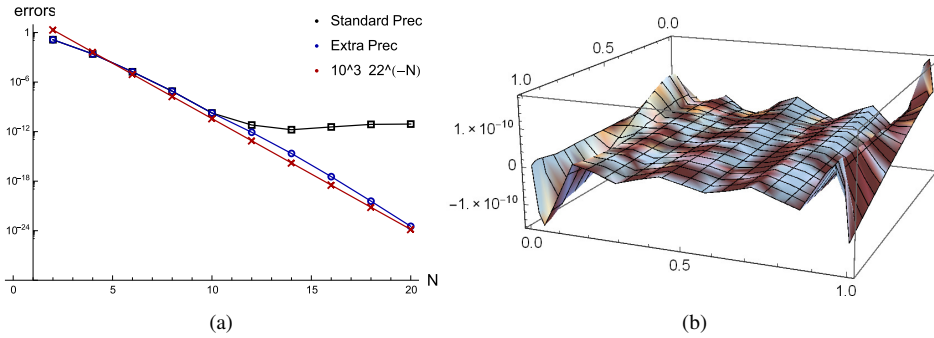 errors
Standard Prec
Extra Prec
10^3 22^(−N)
1
10⁻⁶
10⁻¹²
10⁻¹⁸
10⁻²⁴
0 5 10 15 20 N
(a)
0.0
0.5
1.0
1. × 10⁻¹⁰
0
−1. × 10⁻¹⁰
0.0
0.5
1.0
(b)